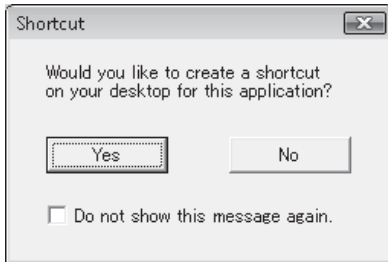 Shortcut
Would you like to create a shortcut
on your desktop for this application?
Yes
No
Do not show this message again.